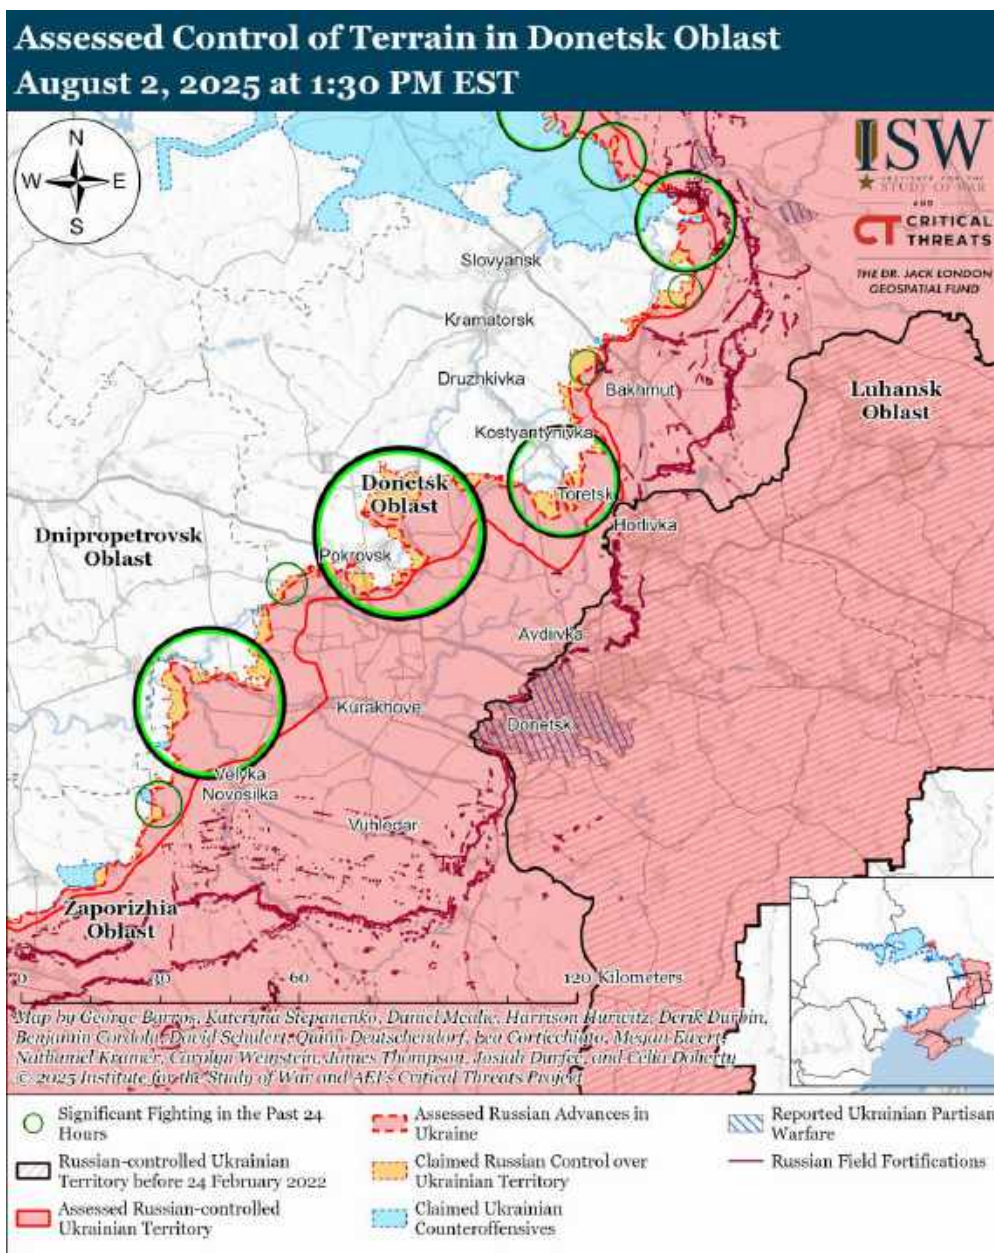 Assessed Control of Terrain in Donetsk Oblast
August 2, 2025 at 1:30 PM EST
N
W
E
S
ISW
INSTITUTE FOR THE
STUDY OF WAR
AND
CT CRITICAL
THREATS
THE DR. JACK LONDON
GEOSPATIAL FUND
Slovyansk
Kramatorsk
Druzhkivka
Bakhmut
Luhansk
Oblast
Kostyantynivka
Donetsk
Oblast
Toretsk
Horlivka
Dnipropetrovsk
Oblast
Pokrovsk
Avdiivka
Kurakhove
Donetsk
Velyka
Novosilka
Vuhledar
Zaporizhia
Oblast
0
30
60
120 Kilometers
Map by George Barros, Kateryna Stepanenko, Daniel Mealie, Harrison Hurwitz, Derik Durbin,
Benjamin Cordola, David Schulert, Quinn Deutschendorf, Eva Corticchiato, Megan Ewert,
Nathaniel Kramer, Carolyn Weinstein, James Thompson, Josiah Durfee, and Celia Doherty
© 2025 Institute for the Study of War and AEI's Critical Threats Project
Significant Fighting in the Past 24
Hours
Russian-controlled Ukrainian
Territory before 24 February 2022
Assessed Russian-controlled
Ukrainian Territory
Assessed Russian Advances in
Ukraine
Claimed Russian Control over
Ukrainian Territory
Claimed Ukrainian
Counteroffensives
Reported Ukrainian Partisan
Warfare
Russian Field Fortifications